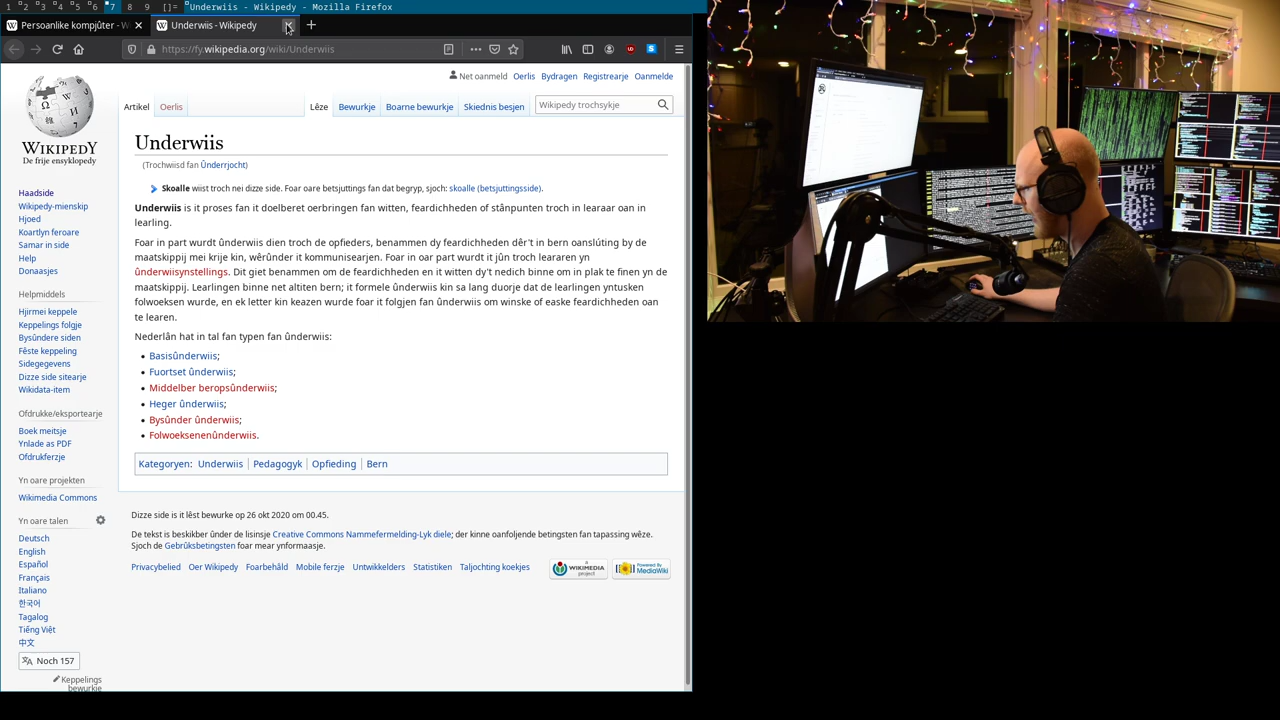 1 2 3 4 5 6 7 8 9 []= Underwiis - Wikipedy - Mozilla Firefox
Persoanlike kompjûter - W
Underwiis - Wikipedy
https://fy.wikipedia.org/wiki/Underwiis
Net oanmeld Oerlis Bydragen Registrearje Oanmelde
Artikel Oerlis Lêze Bewurkje Boarne bewurkje Skiednis besjen Wikipedy trochsykje
WIKIPEDY
De frije ensyklopedy
Haadside
Wikipedy-mienskip
Hjoed
Koartlyn feroare
Samar in side
Help
Donaasjes
Helpmiddels
Hjirmei keppele
Keppelings folgje
Bysûndere siden
Fêste keppeling
Sidegegevens
Dizze side sitearje
Wikidata-item
Ofdrukke/eksportearje
Boek meitsje
Ynlade as PDF
Ofdrukferzje
Yn oare projekten
Wikimedia Commons
Yn oare talen
Deutsch
English
Español
Français
Italiano
한국어
Tagalog
Tiếng Việt
中文
Noch 157
Keppelings
bewurkje
Underwiis
(Trochwiisd fan Ûnderrjocht)
Skoalle wiist troch nei dizze side. Foar oare betsjuttings fan dat begryp, sjoch: skoalle (betsjuttingsside).
Underwiis is it proses fan it doelberet oerbringen fan witten, feardichheden of stânpunten troch in learaar oan in
learling.
Foar in part wurdt ûnderwiis dien troch de opfieders, benammen dy feardichheden dêr't in bern oanslúting by de
maatskippij mei krije kin, wêrûnder it kommunisearjen. Foar in oar part wurdt it jûn troch leararen yn
ûnderwiisynstellings. Dit giet benammen om de feardichheden en it witten dy't nedich binne om in plak te finen yn de
maatskippij. Learlingen binne net altiten bern; it formele ûnderwiis kin sa lang duorje dat de learlingen yntusken
folwoeksen wurde, en ek letter kin keazen wurde foar it folgjen fan ûnderwiis om winske of easke feardichheden oan
te learen.
Nederlân hat in tal fan typen fan ûnderwiis:
• Basisûnderwiis;
• Fuortset ûnderwiis;
• Middelber beropsûnderwiis;
• Heger ûnderwiis;
• Bysûnder ûnderwiis;
• Folwoeksenenûnderwiis.
Kategoryen: Underwiis Pedagogyk Opfieding Bern
Dizze side is it lêst bewurke op 26 okt 2020 om 00.45.
De tekst is beskikber ûnder de lisinsje Creative Commons Nammefermelding-Lyk diele; der kinne oanfoljende betingsten fan tapassing wêze.
Sjoch de Gebrûksbetingsten foar mear ynformaasje.
Privacybelied Oer Wikipedy Foarbehâld Mobile ferzje Untwikkelders Statistiken Taljochting koekjes
A WIKIMEDIA project
Powered By MediaWiki